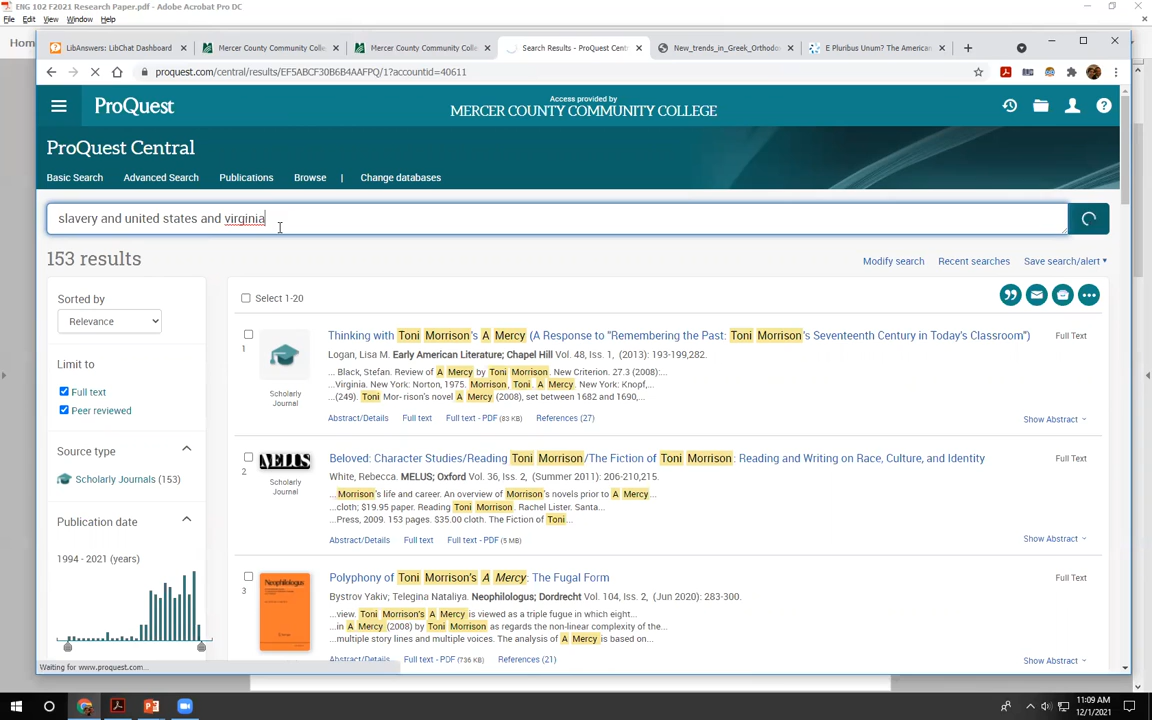 ENG 102 F2021 Research Paper.pdf - Adobe Acrobat Pro DC
File Edit View Window Help
Hom
LibAnswers: LibChat Dashboard
Mercer County Community Coll
Mercer County Community Coll
Search Results - ProQuest Centr
New_trends_in_Greek_Orthodo
E Pluribus Unum? The American
proquest.com/central/results/EF5ABCF30B6B4AAFPQ/1?accountid=40611
ProQuest
Access provided by
MERCER COUNTY COMMUNITY COLLEGE
ProQuest Central
Basic Search Advanced Search Publications Browse | Change databases
slavery and united states and virginia
153 results
Modify search Recent searches Save search/alert
Sorted by
Relevance
Limit to
Full text
Peer reviewed
Source type
Scholarly Journals (153)
Publication date
1994 - 2021 (years)
Select 1-20
1
Thinking with Toni Morrison's A Mercy (A Response to "Remembering the Past: Toni Morrison's Seventeenth Century in Today's Classroom")
Full Text
Logan, Lisa M. Early American Literature; Chapel Hill Vol. 48, Iss. 1, (2013): 193-199,282.
... Black, Stefan. Review of A Mercy by Toni Morrison. New Criterion. 27.3 (2008):...
...Virginia. New York: Norton, 1975. Morrison, Toni. A Mercy. New York: Knopf,...
...(249). Toni Mor- rison's novel A Mercy (2008), set between 1682 and 1690,...
Scholarly Journal
Abstract/Details Full text Full text - PDF (83 KB) References (27)
Show Abstract
2
MELUS
Beloved: Character Studies/Reading Toni Morrison/The Fiction of Toni Morrison: Reading and Writing on Race, Culture, and Identity
Full Text
White, Rebecca. MELUS; Oxford Vol. 36, Iss. 2, (Summer 2011): 206-210,215.
...Morrison's life and career. An overview of Morrison's novels prior to A Mercy...
...cloth; $19.95 paper. Reading Toni Morrison. Rachel Lister. Santa...
...Press, 2009. 153 pages. $35.00 cloth. The Fiction of Toni...
Scholarly Journal
Abstract/Details Full text Full text - PDF (5 MB)
Show Abstract
3
Neophilologus
Polyphony of Toni Morrison's A Mercy: The Fugal Form
Full Text
Bystrov Yakiv; Telegina Nataliya. Neophilologus; Dordrecht Vol. 104, Iss. 2, (Jun 2020): 283-300.
...view. Toni Morrison's A Mercy is viewed as a triple fugue in which eight...
...in A Mercy (2008) by Toni Morrison as regards the non-linear complexity of the...
...multiple story lines and multiple voices. The analysis of A Mercy is based on...
Abstract/Details Full text - PDF (736 KB) References (21)
Show Abstract
Waiting for www.proquest.com...
11:09 AM
12/1/2021